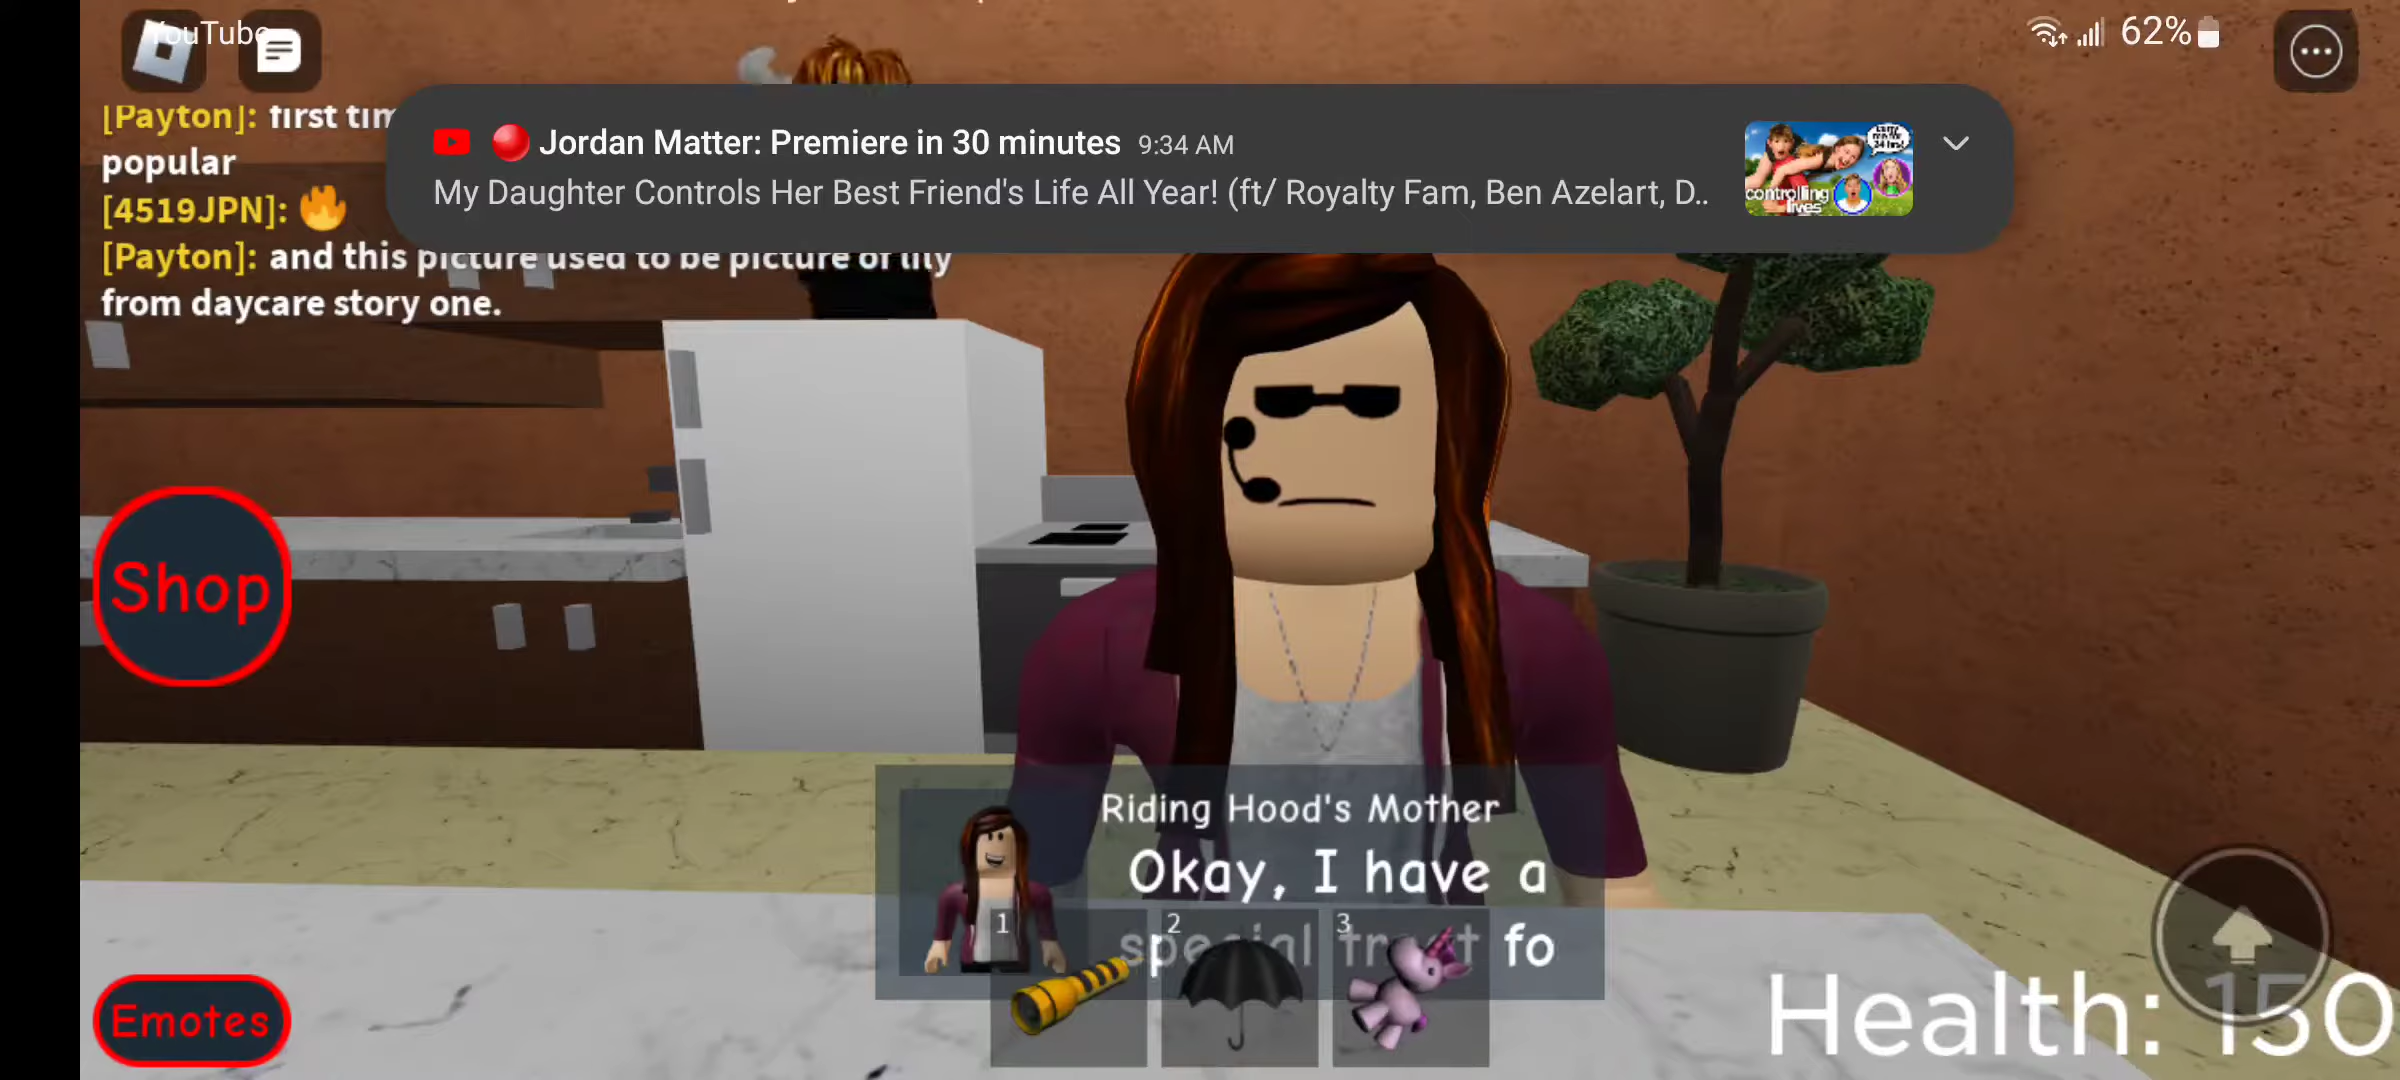 YouTube
62%
[Payton]: first tim
popular
[4519JPN]: 🔥
[Payton]: and this picture used to be picture of lily
from daycare story one.
🔴 Jordan Matter: Premiere in 30 minutes 9:34 AM
My Daughter Controls Her Best Friend's Life All Year! (ft/ Royalty Fam, Ben Azelart, D..
controlling
lives
Shop
Riding Hood's Mother
Okay, I have a
special treat fo
1
2
3
Emotes
Health: 150